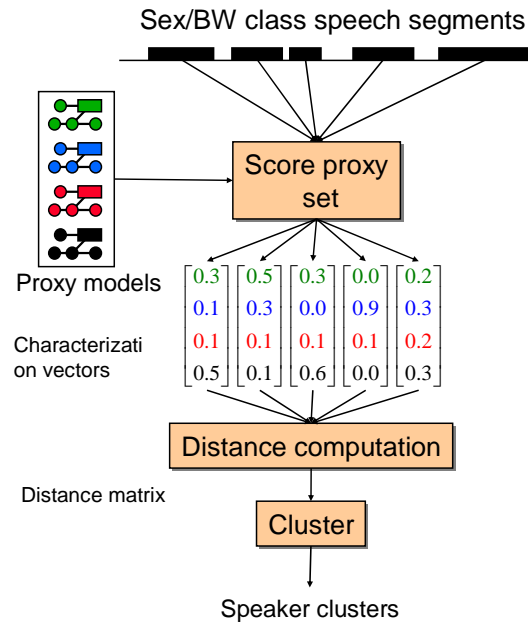 Sex/BW class speech segments
Score proxy
set
Proxy models
0.3 0.5 0.3 0.0 0.2
0.1 0.3 0.0 0.9 0.3
0.1 0.1 0.1 0.1 0.2
0.5 0.1 0.6 0.0 0.3
Characterizati
on vectors
Distance computation
Distance matrix
Cluster
Speaker clusters